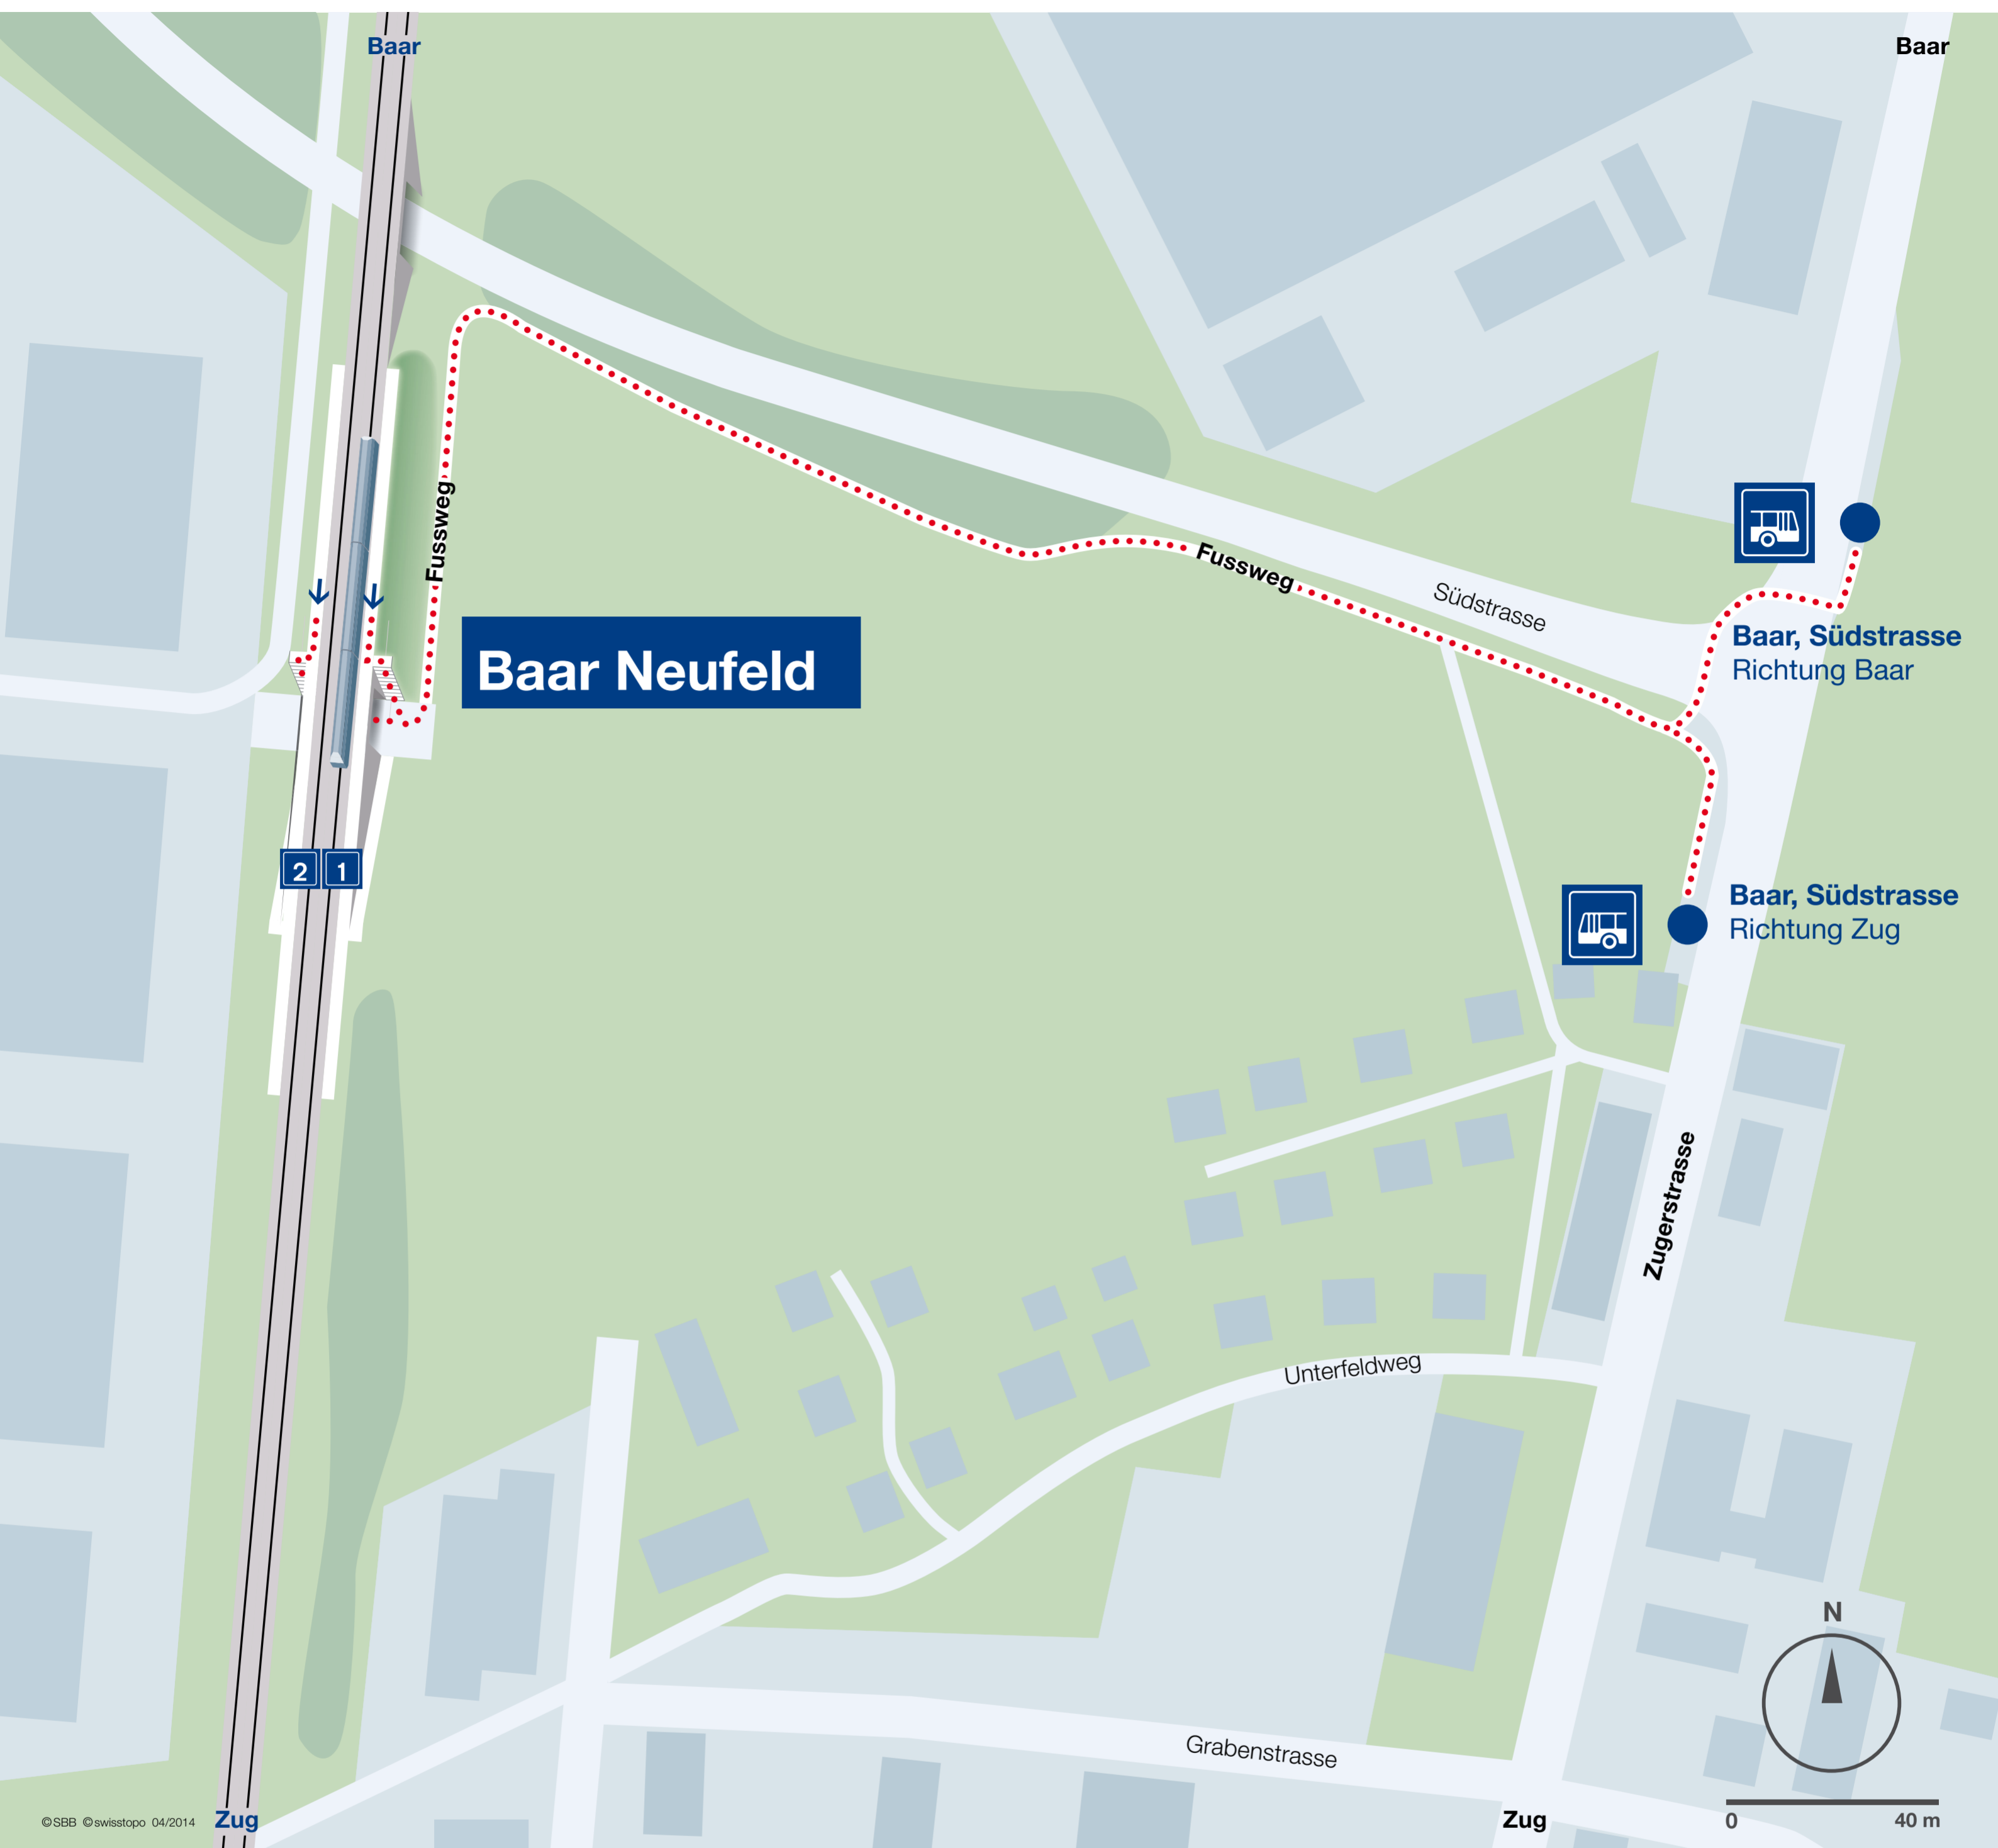 Baar
Baar
Fussweg
Fussweg
Südstrasse
Baar, Südstrasse
Richtung Baar
Baar Neufeld
2 1
Baar, Südstrasse
Richtung Zug
Zugerstrasse
Unterfeldweg
N
Grabenstrasse
0 40 m
©SBB ©swisstopo 04/2014
Zug
Zug